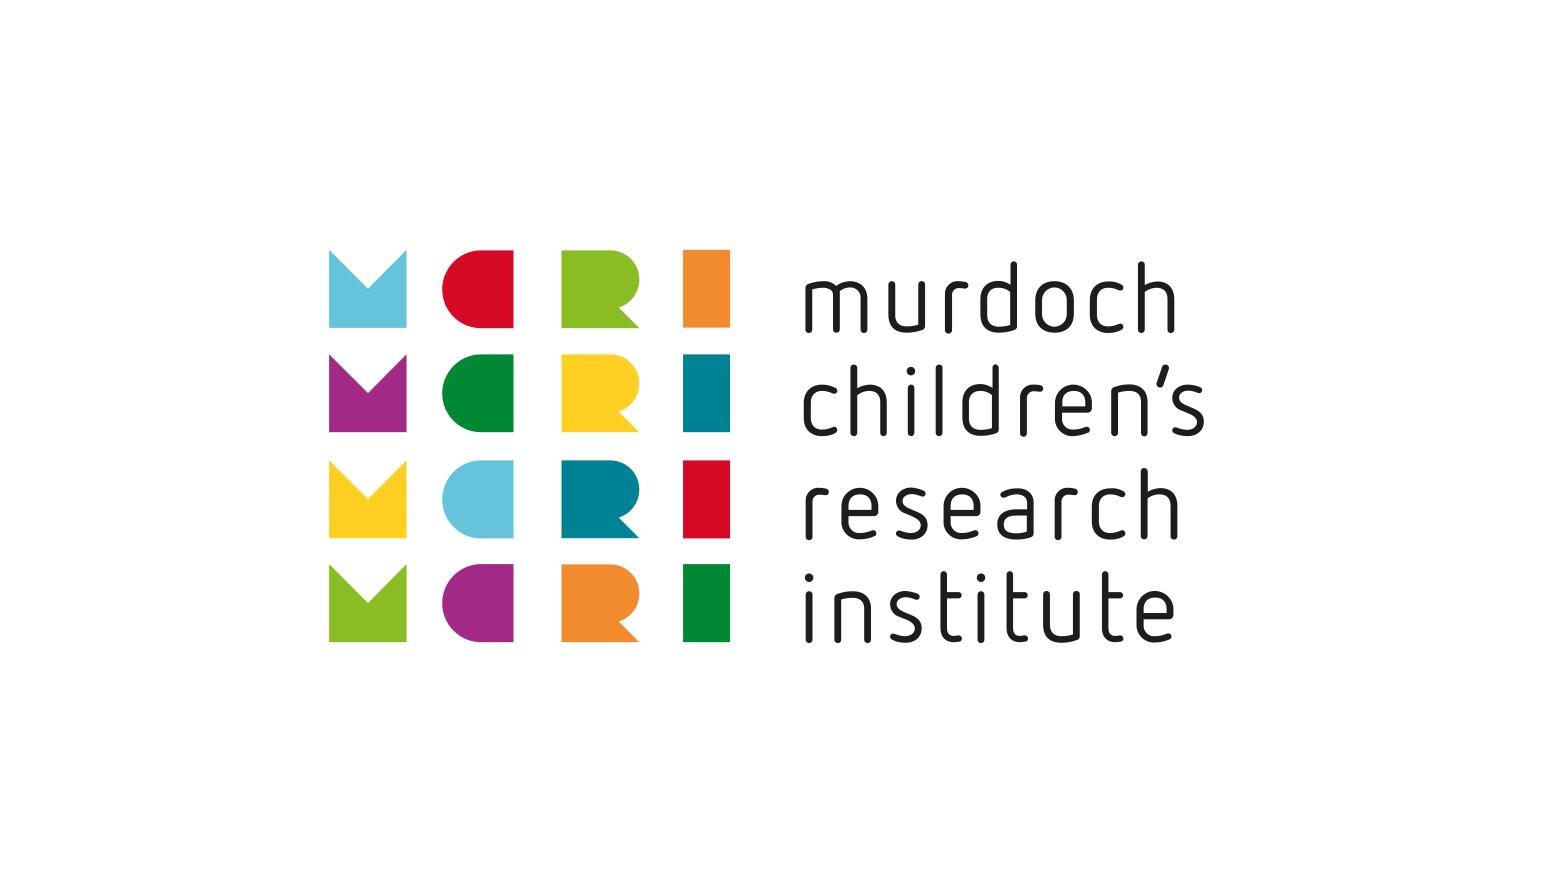 MCRI
MCRI
MCRI
MCRI
murdoch
children's
research
institute